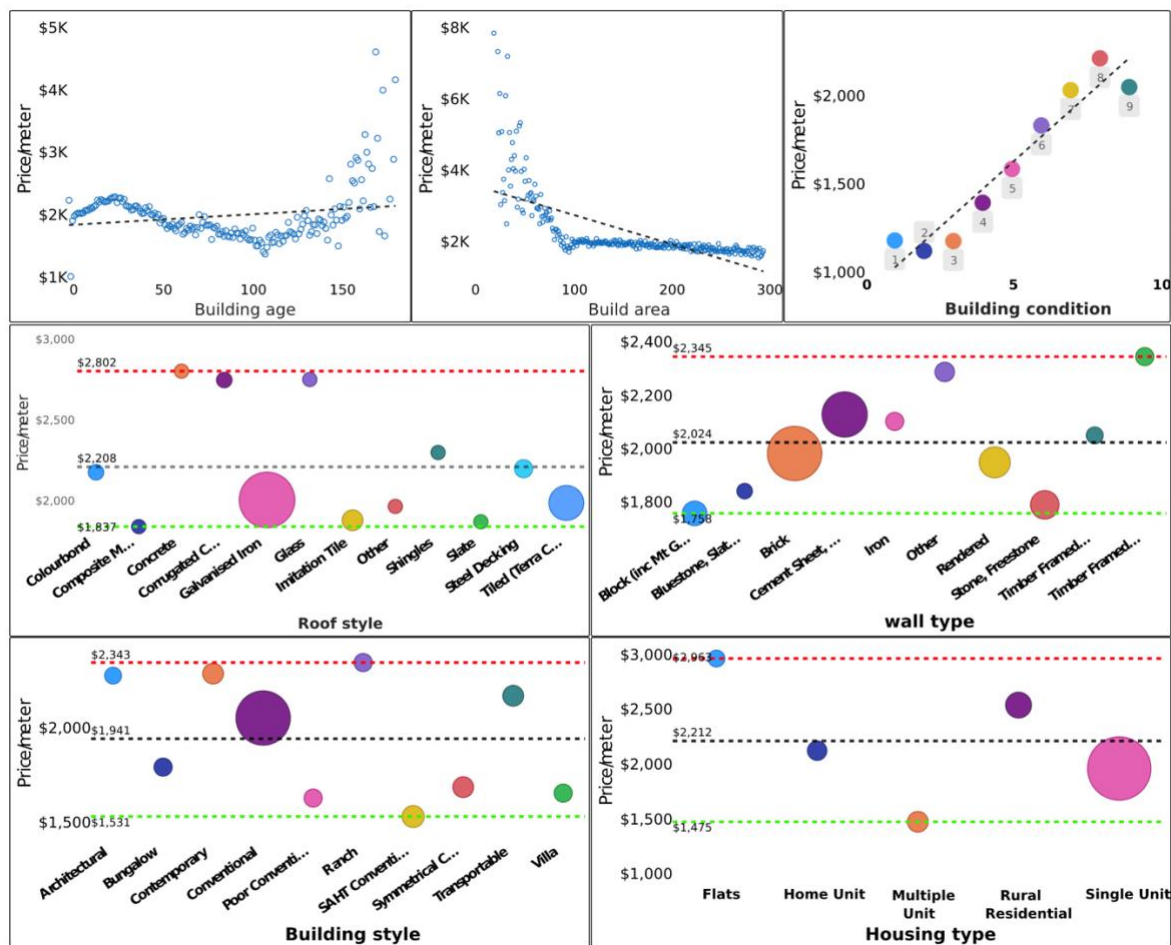 $5K
$4K
$3K
$2K
$1K
Price/meter
0 50 100 150
Building age
$8K
$6K
$4K
$2K
Price/meter
0 100 200 300
Build area
$2,000
$1,500
$1,000
Price/meter
1
2
3
4
5
6
7
8
9
0 5 10
Building condition
$3,000
$2,500
$2,000
Price/meter
$2,802
$2,208
$1,837
Colourbond
Composite M...
Concrete
Corrugated C...
Galvanised Iron
Glass
Imitation Tile
Other
Shingles
Slate
Steel Decking
Tiled (Terra C...
Roof style
$2,400
$2,200
$2,000
$1,800
Price/meter
$2,345
$2,024
$1,758
Block (inc Mt G...
Bluestone, Slat...
Brick
Cement Sheet, ...
Iron
Other
Rendered
Stone, Freestone
Timber Framed...
Timber Framed...
wall type
$2,000
$1,500
Price/meter
$2,343
$1,941
$1,531
Architectural
Bungalow
Contemporary
Conventional
Poor Conventi...
Ranch
SAHT Conventi...
Symmetrical C...
Transportable
Villa
Building style
$3,000
$2,500
$2,000
$1,500
$1,000
Price/meter
$2,963
$2,212
$1,475
Flats
Home Unit
Multiple
Unit
Rural
Residential
Single Unit
Housing type